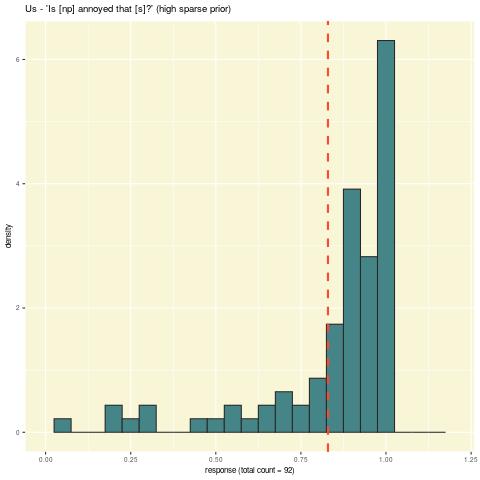 Us - 'Is [np] annoyed that [s]?' (high sparse prior)
6
4
2
0
density
0.00 0.25 0.50 0.75 1.00 1.25
response (total count = 92)